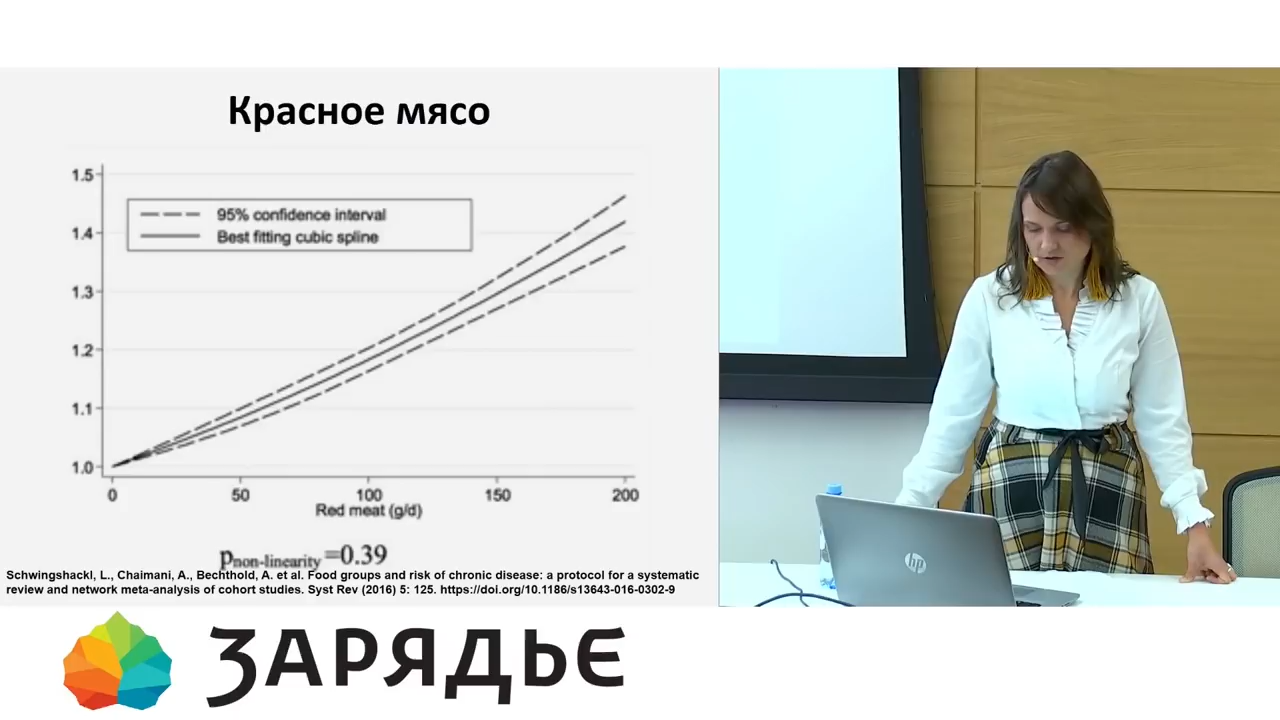 Красное мясо
1.5
1.4
1.3
1.2
1.1
1.0
95% confidence interval
Best fitting cubic spline
0 50 100 150 200
Red meat (g/d)
pnon-linearity=0.39
Schwingshackl, L., Chaimani, A., Bechthold, A. et al. Food groups and risk of chronic disease: a protocol for a systematic
review and network meta-analysis of cohort studies. Syst Rev (2016) 5: 125. https://doi.org/10.1186/s13643-016-0302-9
hp
ЗАРЯДЬЕ